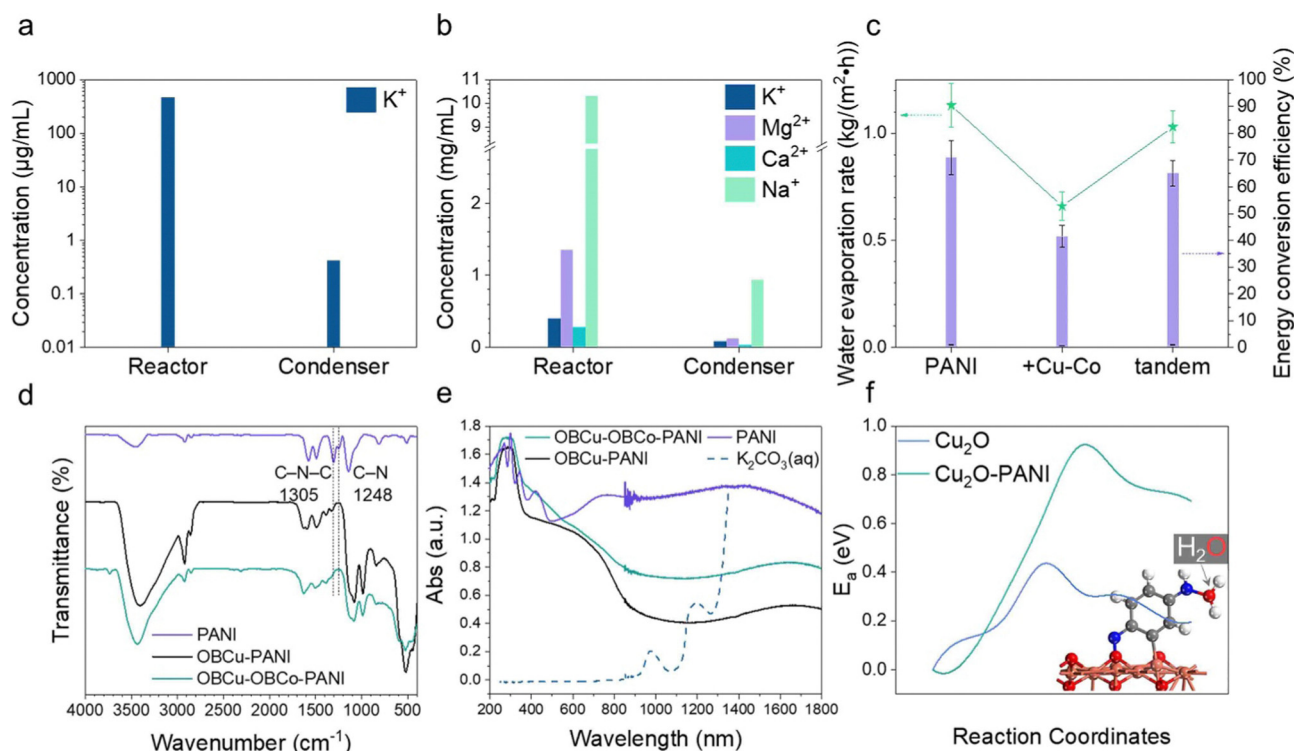 a
Concentration (µg/mL)
1000
100
10
1
0.1
0.01
K⁺
Reactor
Condenser
b
Concentration (mg/mL)
11
10
9
2
1
0
K⁺
Mg²⁺
Ca²⁺
Na⁺
Reactor
Condenser
c
Water evaporation rate (kg/(m²•h))
1.0
0.5
0.0
100
90
80
70
60
50
40
30
20
10
0
Energy conversion efficiency (%)
PANI
+Cu-Co
tandem
d
Transmittance (%)
C–N–C
1305
C–N
1248
PANI
OBCu-PANI
OBCu-OBCo-PANI
4000 3500 3000 2500 2000 1500 1000 500
Wavenumber (cm⁻¹)
e
Abs (a.u.)
1.8
1.6
1.4
1.2
1.0
0.8
0.6
0.4
0.2
0.0
OBCu-OBCo-PANI
PANI
OBCu-PANI
K₂CO₃(aq)
200 400 600 800 1000 1200 1400 1600 1800
Wavelength (nm)
f
Eₐ (eV)
1.0
0.8
0.6
0.4
0.2
0.0
Cu₂O
Cu₂O-PANI
H₂O
Reaction Coordinates